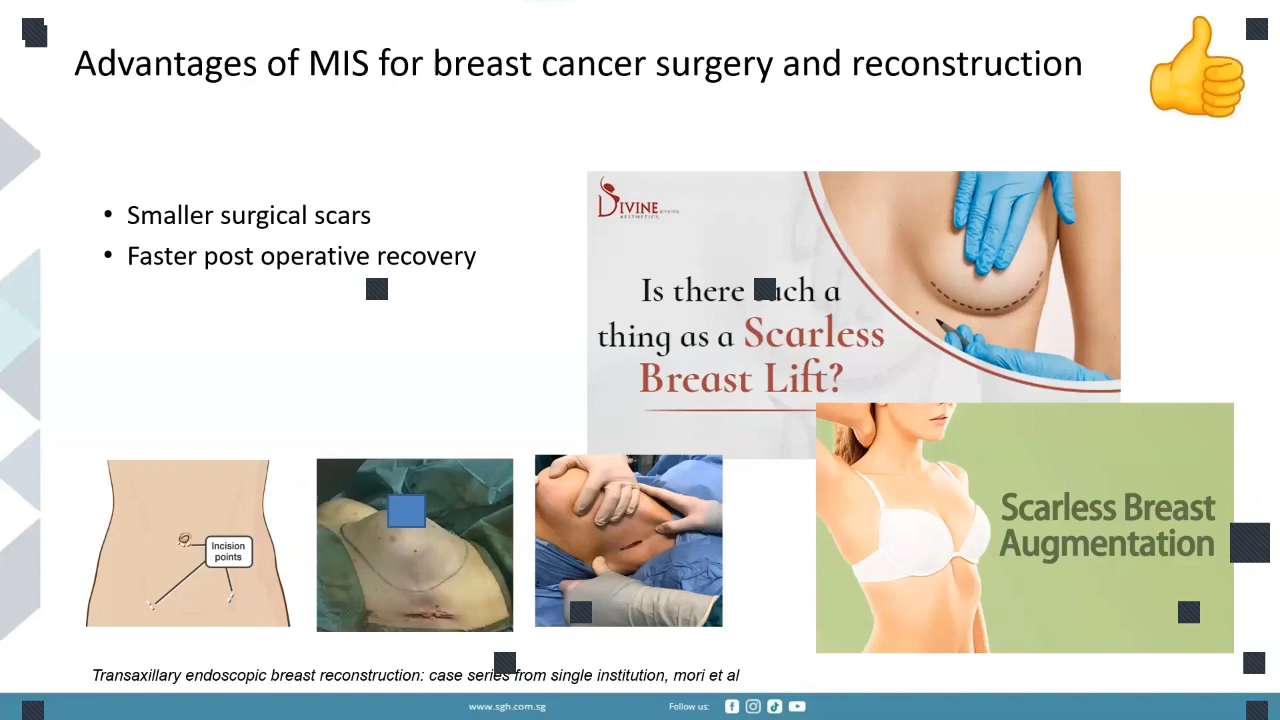 Advantages of MIS for breast cancer surgery and reconstruction
• Smaller surgical scars
• Faster post operative recovery
DIVINE
AESTHETICS
Is there such a
thing as a Scarless
Breast Lift?
Scarless Breast
Augmentation
Incision
points
Transaxillary endoscopic breast reconstruction: case series from single institution, mori et al
www.sgh.com.sg
Follow us: